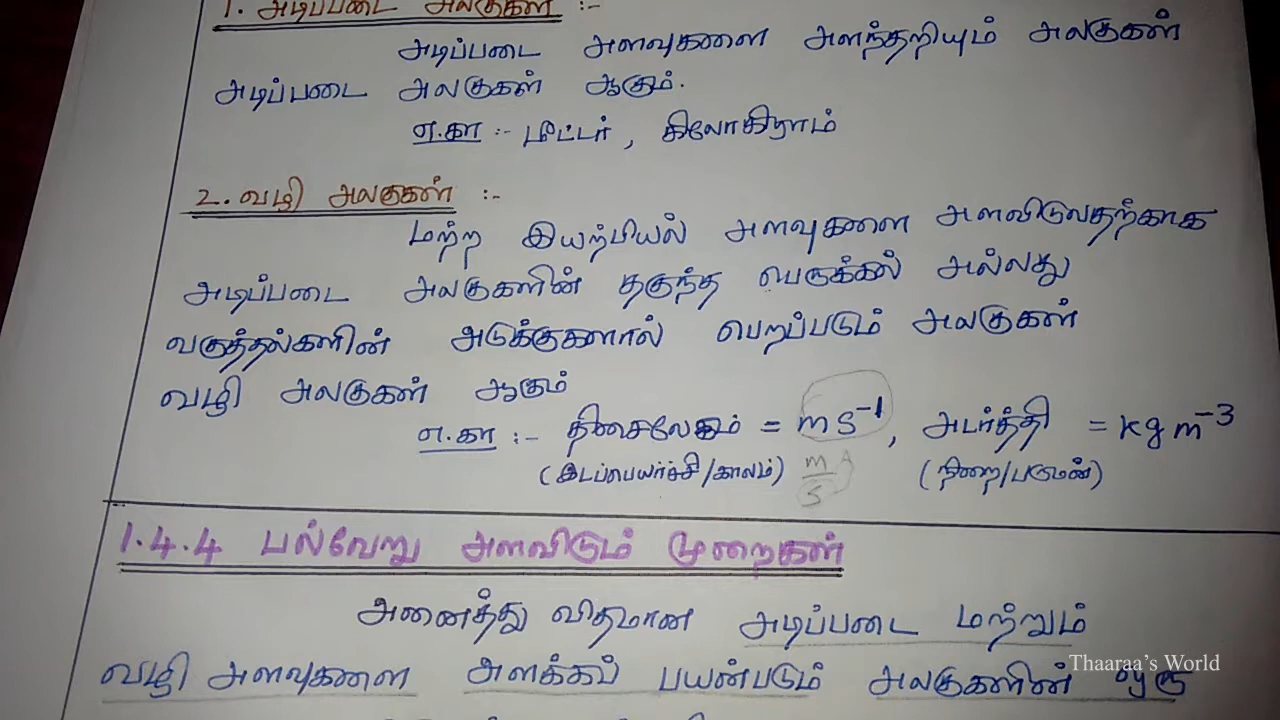 1. அடிப்படை அலகுகள் :-
அடிப்படை அளவுகளை அளந்தறியும் அலகுகள்
அடிப்படை அலகுகள் ஆகும்.
எ.கா :- மீட்டர் , கிலோகிராம்
2. வழி அலகுகள் :-
மற்ற இயற்பியல் அளவுகளை அளவிடுவதற்காக
அடிப்படை அலகுகளின் தகுந்த பெருக்கல் அல்லது
வகுத்தல்களின் அடுக்குகளால் பெறப்படும் அலகுகள்
வழி அலகுகள் ஆகும்
எ.கா :- திசைவேகம் = m s⁻¹, அடர்த்தி = kg m⁻³
(இடப்பெயர்ச்சி/காலம்) m/s (நிறை/பருமன்)
1.4.4 பல்வேறு அளவிடும் முறைகள்
அனைத்து விதமான அடிப்படை மற்றும்
வழி அளவுகளை அளக்கப் பயன்படும் அலகுகளின் ஒரு
Thaaraa's World